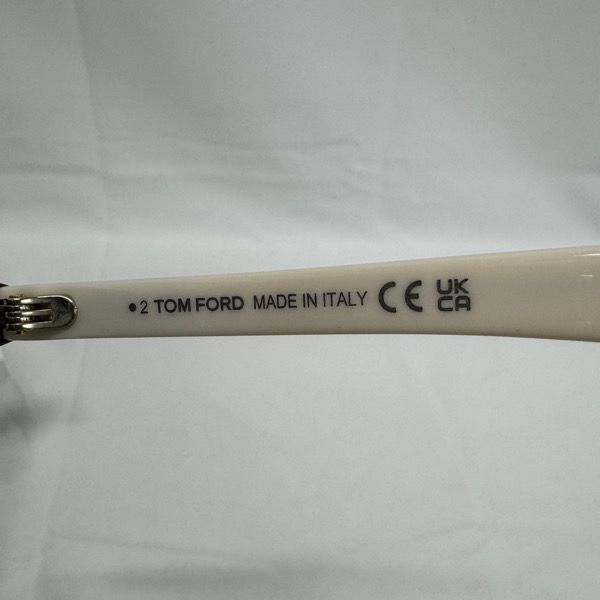 •2 TOM FORD MADE IN ITALY CE UK
CA